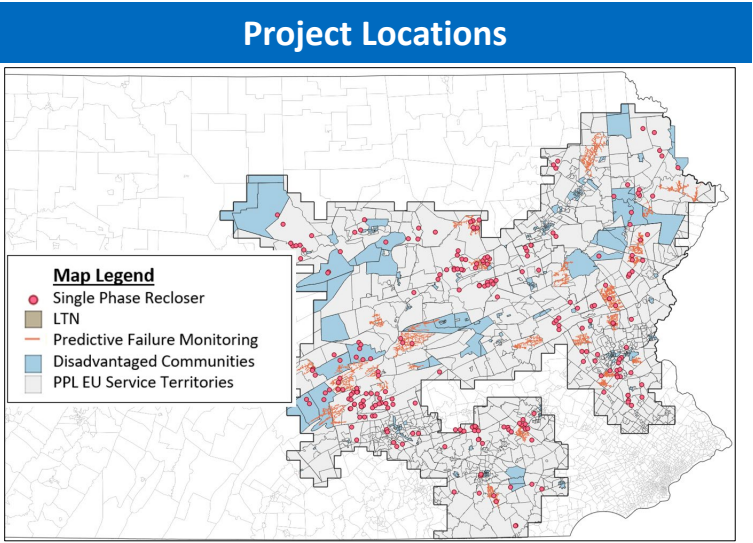 Project Locations
Map Legend
Single Phase Recloser
LTN
Predictive Failure Monitoring
Disadvantaged Communities
PPL EU Service Territories